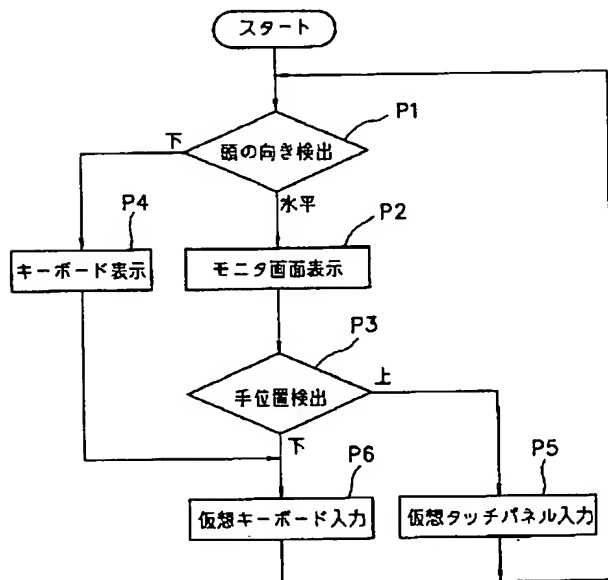 スタート
P1
頭の向き検出
下
水平
P4
P2
キーボード表示
モニタ画面表示
P3
手位置検出
上
下
P6
P5
仮想キーボード入力
仮想タッチパネル入力